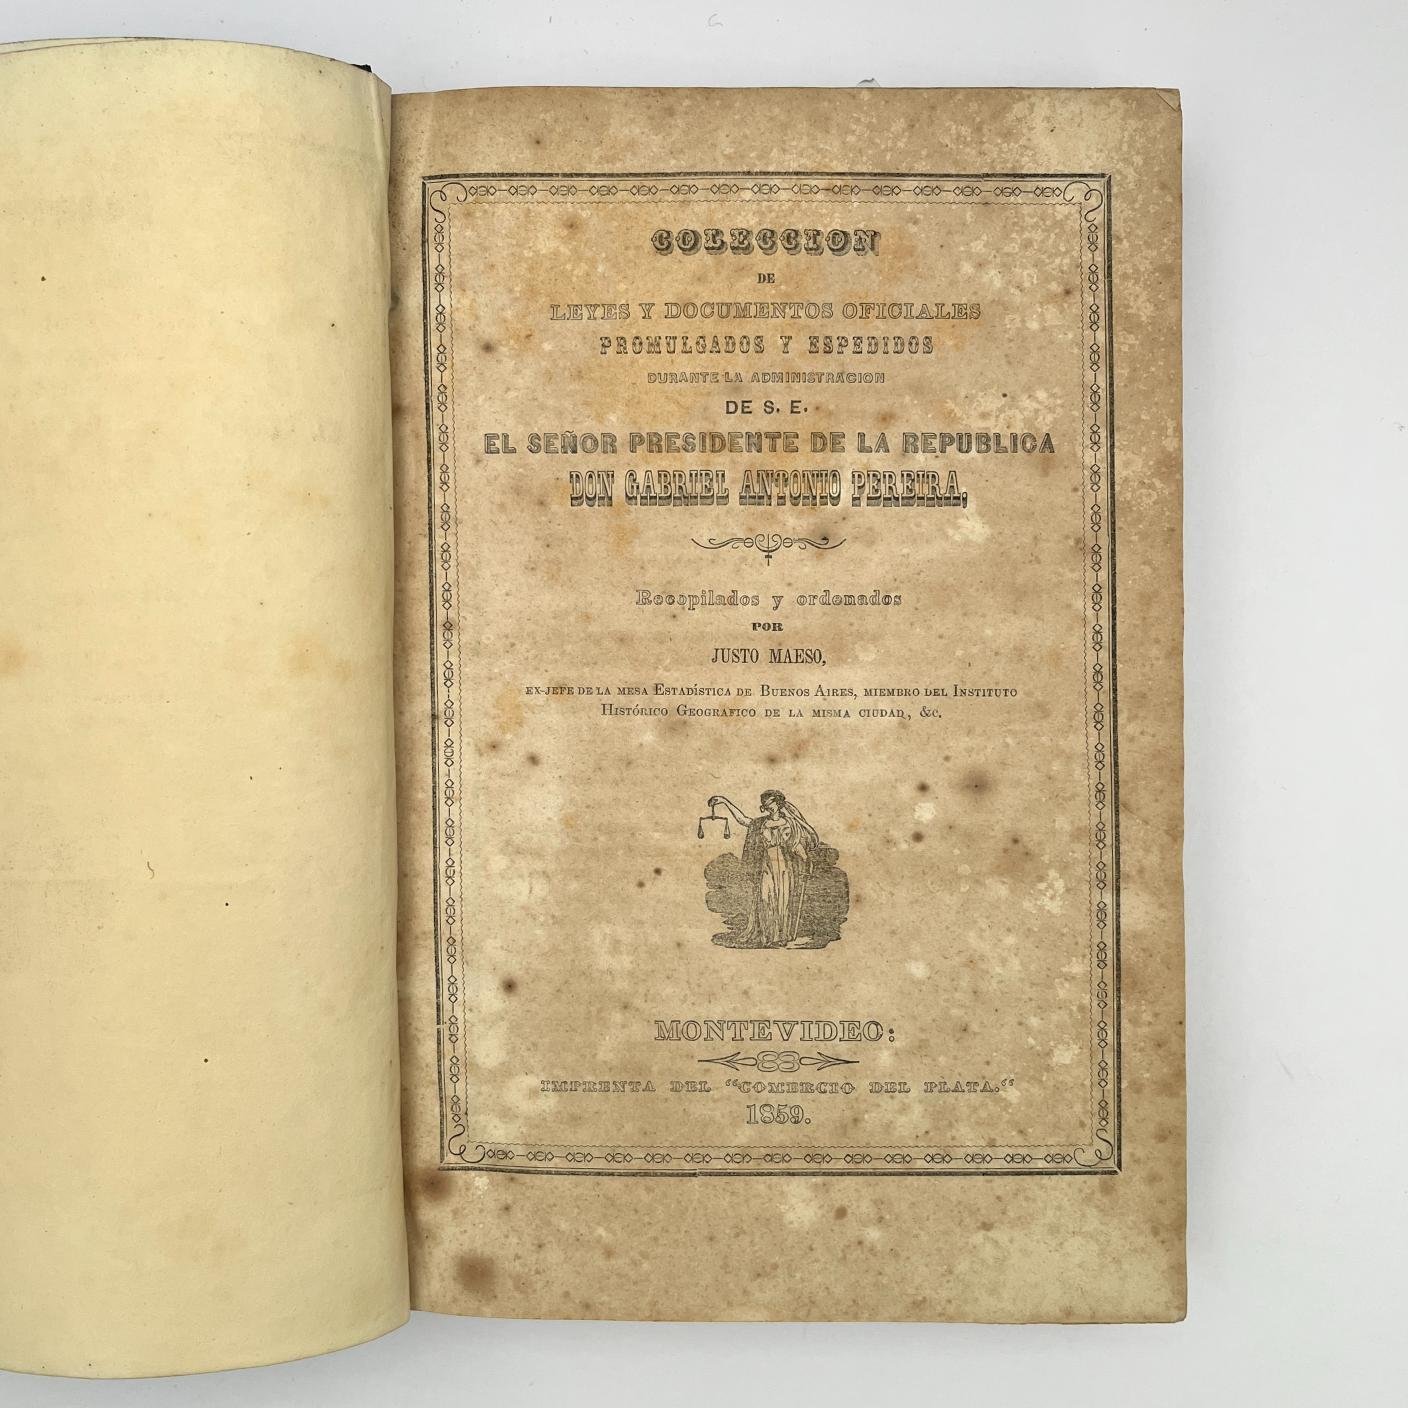 COLECCION
DE
LEYES Y DOCUMENTOS OFICIALES
PROMULGADOS Y ESPEDIDOS
DURANTE LA ADMINISTRACION
DE S. E.
EL SEÑOR PRESIDENTE DE LA REPUBLICA
DON GABRIEL ANTONIO PEREIRA,
Recopilados y ordenados
POR
JUSTO MAESO,
EX-JEFE DE LA MESA ESTADÍSTICA DE BUENOS AIRES, MIEMBRO DEL INSTITUTO
HISTÓRICO GEOGRAFICO DE LA MISMA CIUDAD, &C.
MONTEVIDEO:
IMPRENTA DEL “COMERCIO DEL PLATA.“
1859.